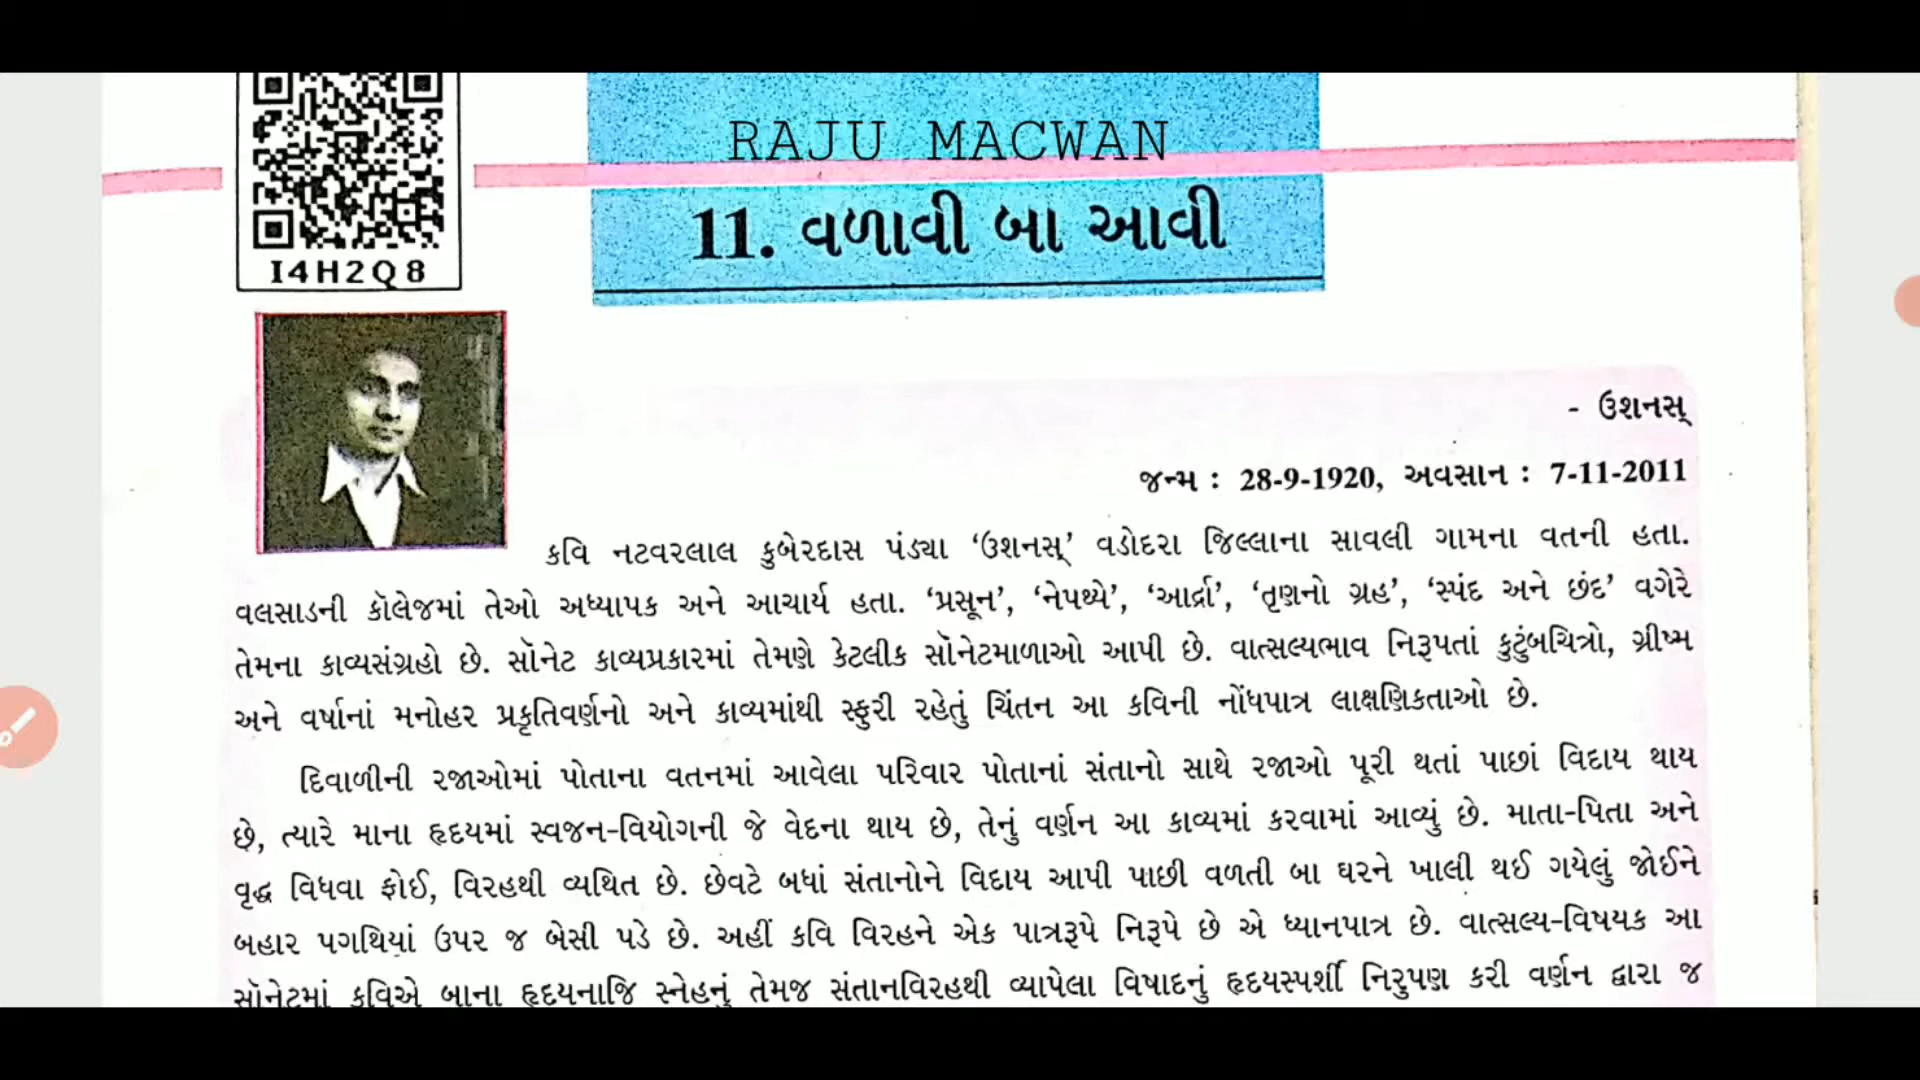 I4H2Q8
RAJU MACWAN
11. વળાવી બા આવી
- ઉશનસ્
જન્મ : 28-9-1920, અવસાન : 7-11-2011
કવિ નટવરલાલ કુબેરદાસ પંડ્યા ‘ઉશનસ્’ વડોદરા જિલ્લાના સાવલી ગામના વતની હતા.
વલસાડની કૉલેજમાં તેઓ અધ્યાપક અને આચાર્ય હતા. ‘પ્રસૂન’, ‘નેપથ્યે’, ‘આર્દ્રા’, ‘તૃણનો ગ્રહ’, ‘સ્પંદ અને છંદ’ વગેરે
તેમના કાવ્યસંગ્રહો છે. સૉનેટ કાવ્યપ્રકારમાં તેમણે કેટલીક સૉનેટમાળાઓ આપી છે. વાત્સલ્યભાવ નિરૂપતાં કુટુંબચિત્રો, ગ્રીષ્મ
અને વર્ષાનાં મનોહર પ્રકૃતિવર્ણનો અને કાવ્યમાંથી સ્ફુરી રહેતું ચિંતન આ કવિની નોંધપાત્ર લાક્ષણિકતાઓ છે.
દિવાળીની રજાઓમાં પોતાના વતનમાં આવેલા પરિવાર પોતાનાં સંતાનો સાથે રજાઓ પૂરી થતાં પાછાં વિદાય થાય
છે, ત્યારે માના હૃદયમાં સ્વજન-વિયોગની જે વેદના થાય છે, તેનું વર્ણન આ કાવ્યમાં કરવામાં આવ્યું છે. માતા-પિતા અને
વૃદ્ધ વિધવા ફોઈ, વિરહથી વ્યથિત છે. છેવટે બધાં સંતાનોને વિદાય આપી પાછી વળતી બા ઘરને ખાલી થઈ ગયેલું જોઈને
બહાર પગથિયાં ઉપર જ બેસી પડે છે. અહીં કવિ વિરહને એક પાત્રરૂપે નિરૂપે છે એ ધ્યાનપાત્ર છે. વાત્સલ્ય-વિષયક આ
સૉનેટમાં કવિએ બાના હૃદયનાજિ સ્નેહનું તેમજ સંતાનવિરહથી વ્યાપેલા વિષાદનું હૃદયસ્પર્શી નિરુપણ કરી વર્ણન દ્વારા જ